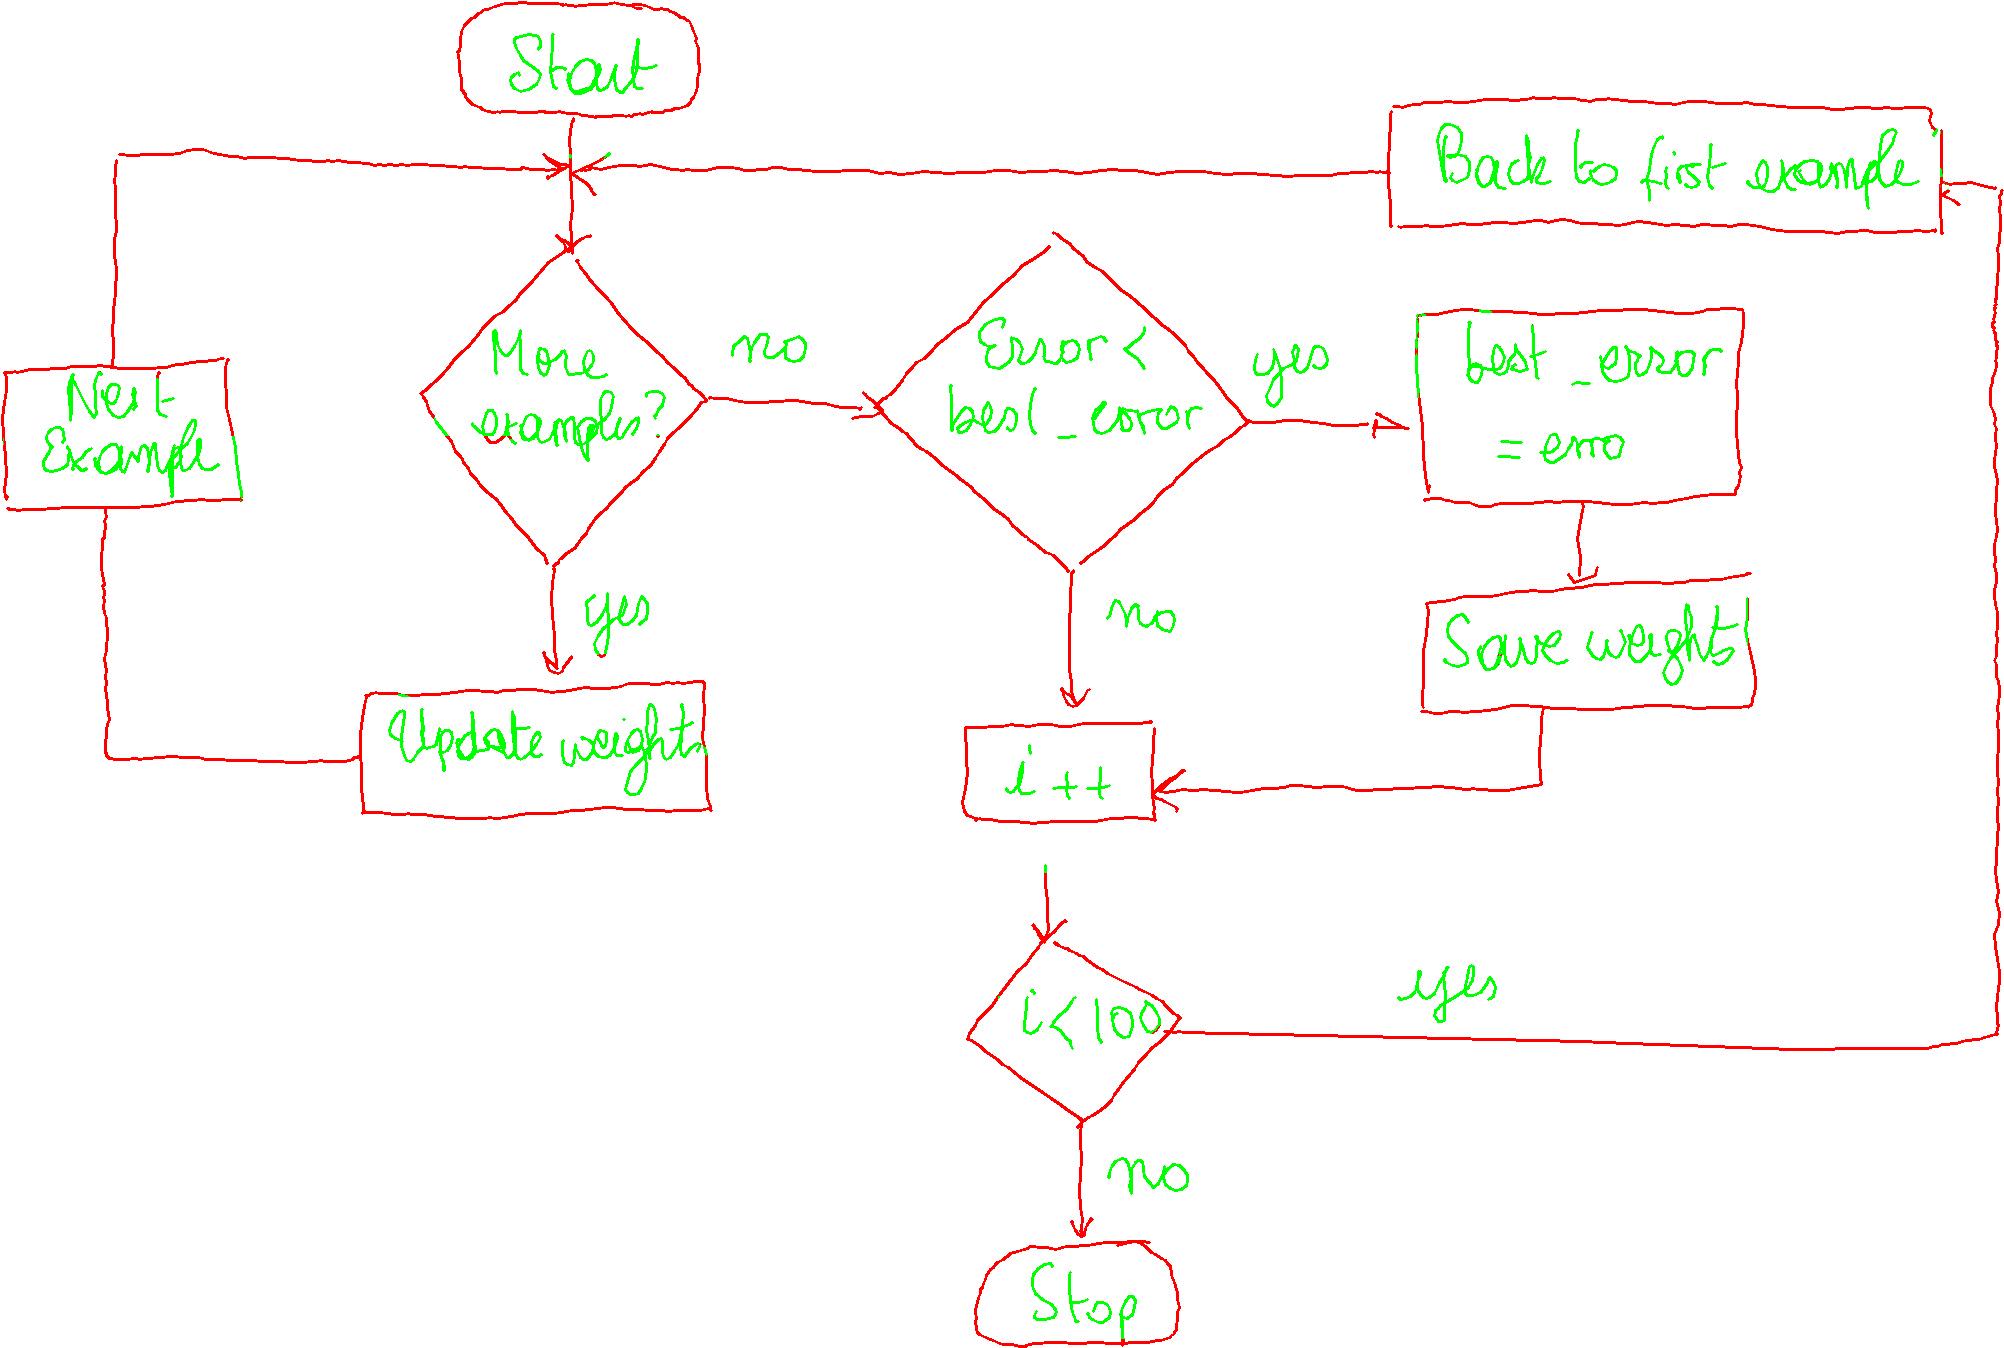 Start
Back to first example
More
examples?
no
Error <
best_error
yes
best_error
= erro
Next
Example
yes
no
Save weights
Update weights
i++
i<100
yes
no
Stop